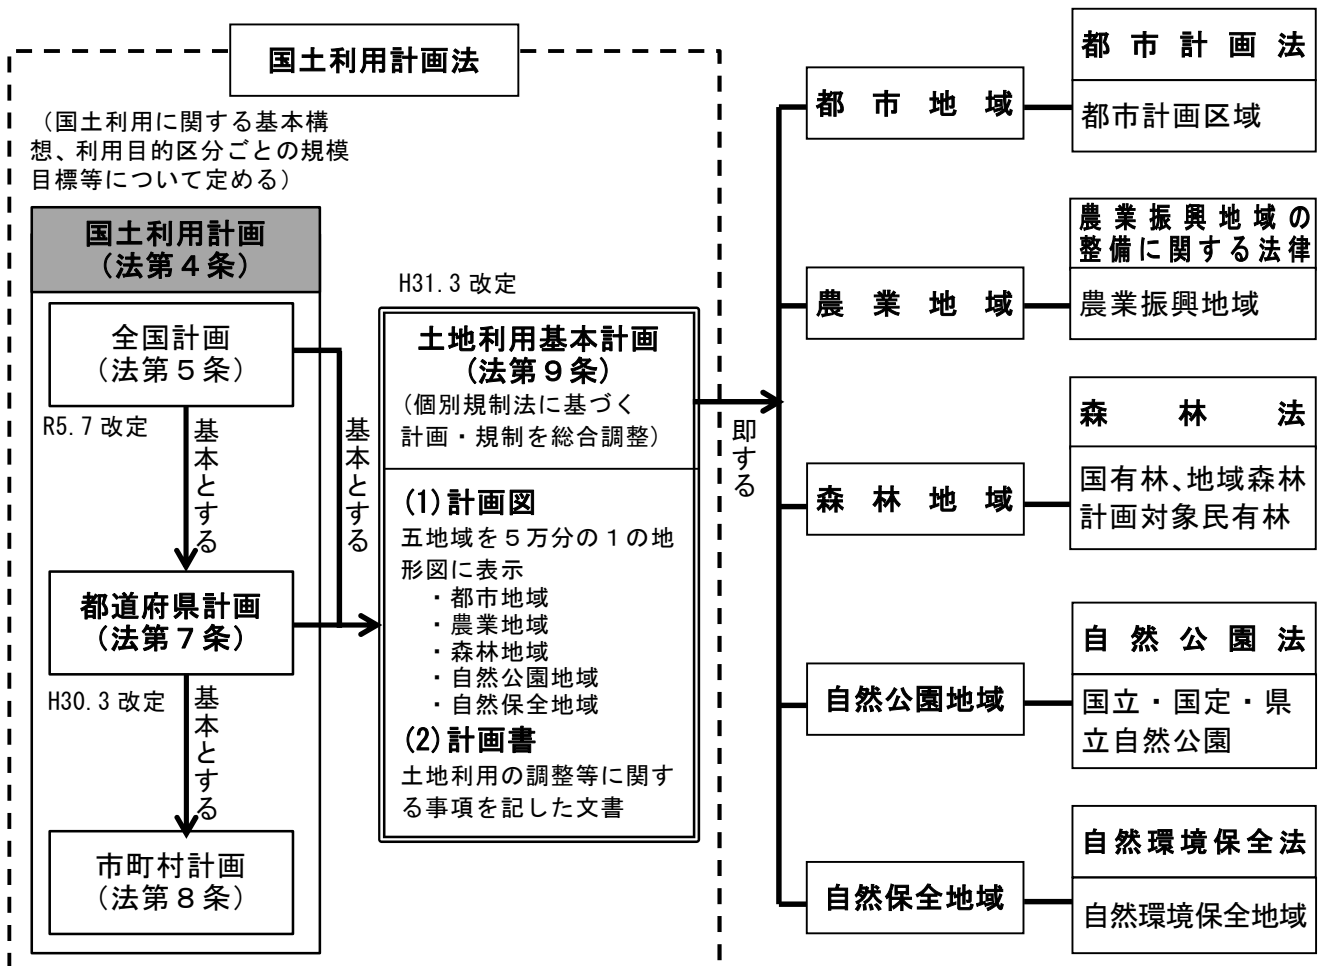 国土利用計画法
（国土利用に関する基本構
想、利用目的区分ごとの規模
目標等について定める）
国土利用計画
（法第４条）
全国計画
（法第５条）
R5.7 改定
基本とする
基本とする
都道府県計画
（法第７条）
H30.3 改定
基本とする
市町村計画
（法第８条）
H31.3 改定
土地利用基本計画
（法第９条）
（個別規制法に基づく
計画・規制を総合調整）
(1)計画図
五地域を５万分の１の地
形図に表示
・都市地域
・農業地域
・森林地域
・自然公園地域
・自然保全地域
(2)計画書
土地利用の調整等に関す
る事項を記した文書
即する
都市地域
都市計画法
都市計画区域
農業地域
農業振興地域の
整備に関する法律
農業振興地域
森林地域
森林法
国有林、地域森林
計画対象民有林
自然公園地域
自然公園法
国立・国定・県
立自然公園
自然保全地域
自然環境保全法
自然環境保全地域